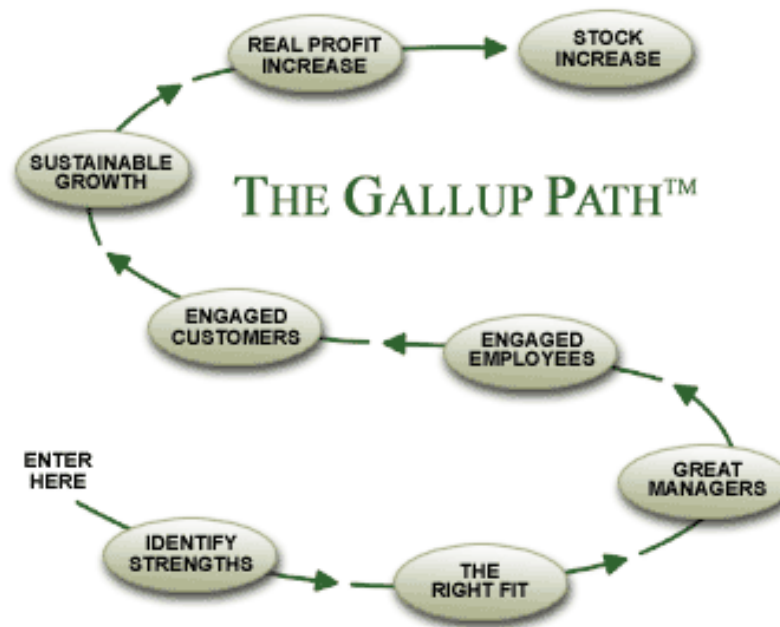 REAL PROFIT
INCREASE
STOCK
INCREASE
SUSTAINABLE
GROWTH
THE GALLUP PATH™
ENGAGED
CUSTOMERS
ENGAGED
EMPLOYEES
ENTER
HERE
GREAT
MANAGERS
IDENTIFY
STRENGTHS
THE
RIGHT FIT